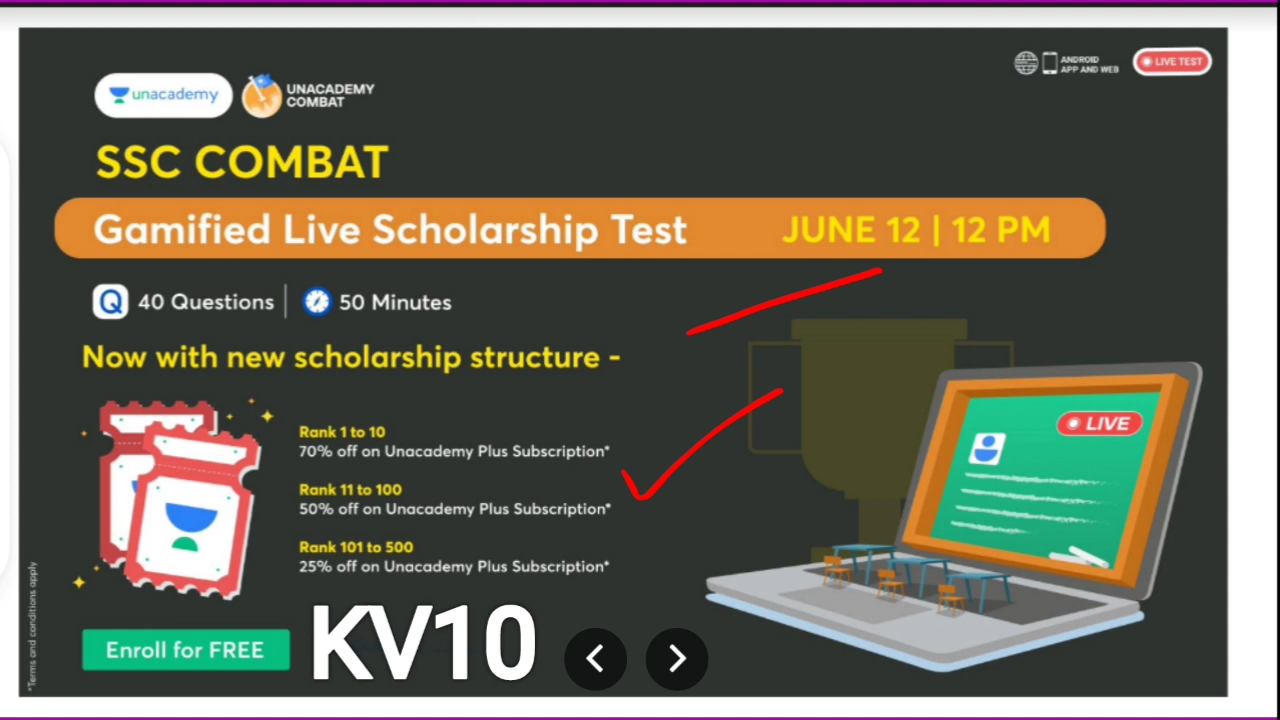 unacademy
UNACADEMY
COMBAT
ANDROID
APP AND WEB
LIVE TEST
SSC COMBAT
Gamified Live Scholarship Test JUNE 12 | 12 PM
Q 40 Questions | 50 Minutes
Now with new scholarship structure -
Rank 1 to 10
70% off on Unacademy Plus Subscription*
Rank 11 to 100
50% off on Unacademy Plus Subscription*
Rank 101 to 500
25% off on Unacademy Plus Subscription*
LIVE
Enroll for FREE KV10
*Terms and conditions apply